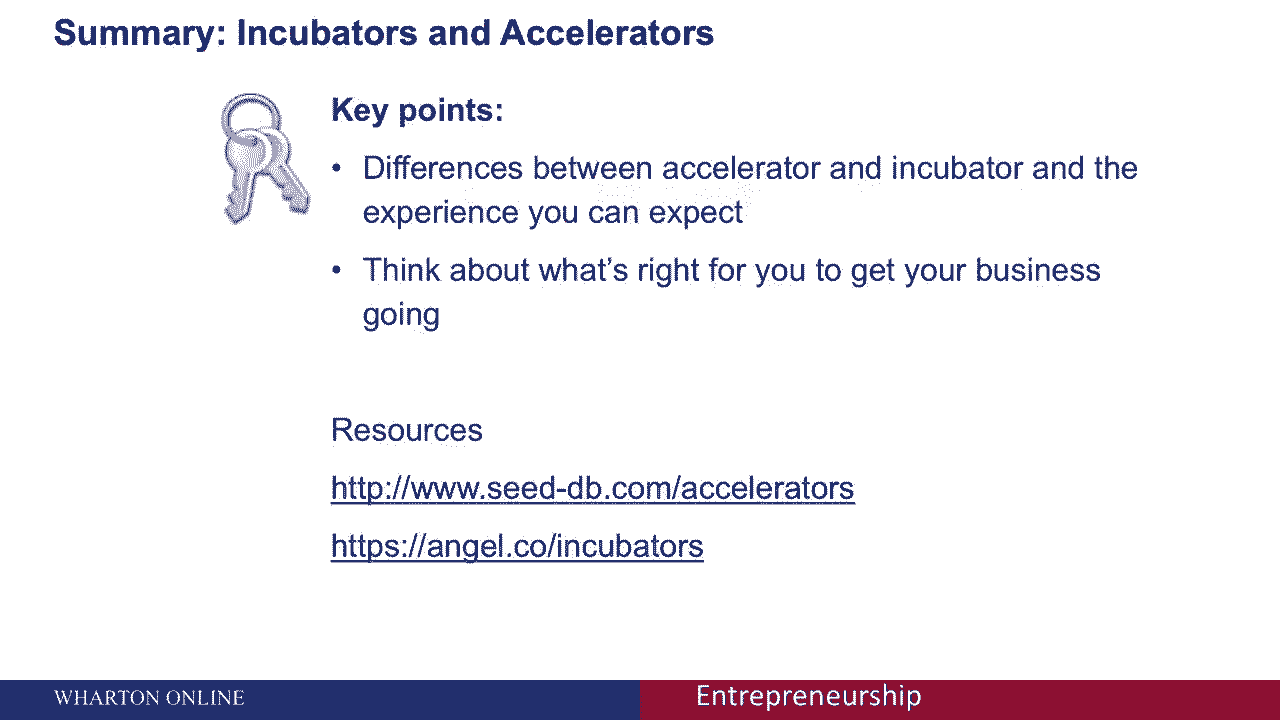 Summary: Incubators and Accelerators
Key points:
• Differences between accelerator and incubator and the
experience you can expect
• Think about what’s right for you to get your business
going
Resources
http://www.seed-db.com/accelerators
https://angel.co/incubators
WHARTON ONLINE
Entrepreneurship